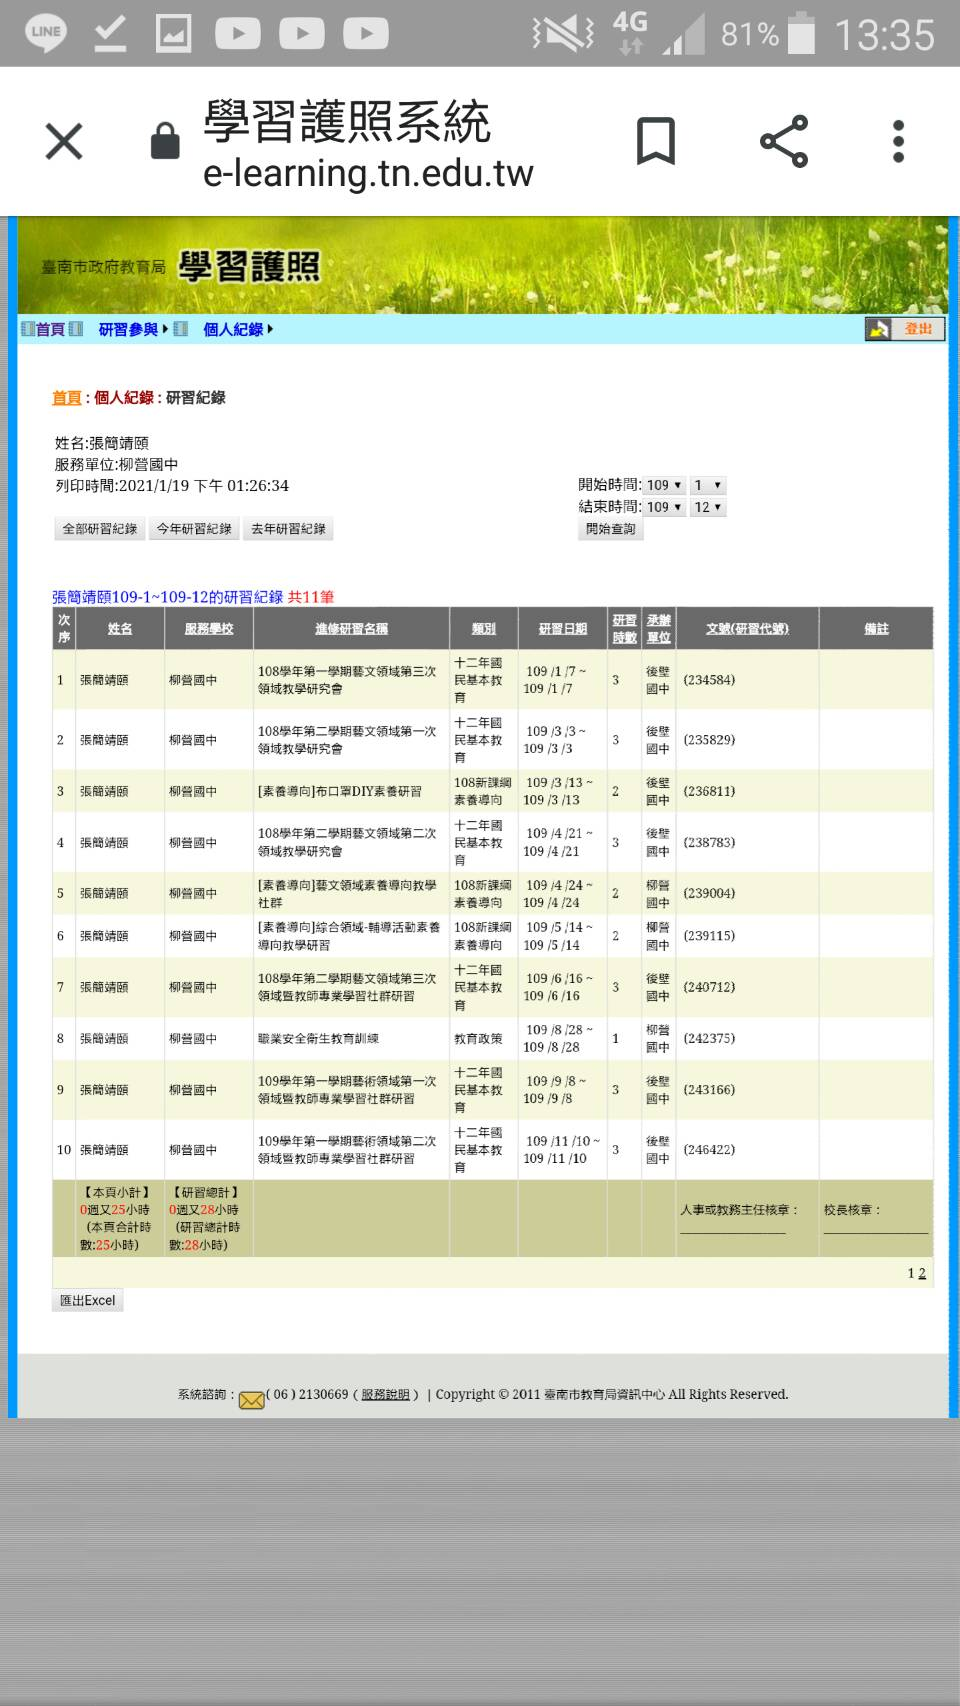 LINE 4G 81% 13:35
學習護照系統
e-learning.tn.edu.tw
臺南市政府教育局 學習護照
首頁 研習參與 個人紀錄 登出
首頁 : 個人紀錄 : 研習紀錄
姓名:張簡靖頤
服務單位:柳營國中
列印時間:2021/1/19 下午 01:26:34
開始時間: 109 1
結束時間: 109 12
全部研習紀錄 今年研習紀錄 去年研習紀錄 開始查詢
張簡靖頤109-1~109-12的研習紀錄 共11筆
次序 姓名 服務學校 進修研習名稱 類別 研習日期 研習時數 承辦單位 文號(研習代號) 備註
1 張簡靖頤 柳營國中 108學年第一學期藝文領域第三次領域教學研究會 十二年國民基本教育 109 /1 /7 ~ 109 /1 /7 3 後壁國中 (234584)
2 張簡靖頤 柳營國中 108學年第二學期藝文領域第一次領域教學研究會 十二年國民基本教育 109 /3 /3 ~ 109 /3 /3 3 後壁國中 (235829)
3 張簡靖頤 柳營國中 [素養導向]布口罩DIY素養研習 108新課綱素養導向 109 /3 /13 ~ 109 /3 /13 2 後壁國中 (236811)
4 張簡靖頤 柳營國中 108學年第二學期藝文領域第二次領域教學研究會 十二年國民基本教育 109 /4 /21 ~ 109 /4 /21 3 後壁國中 (238783)
5 張簡靖頤 柳營國中 [素養導向]藝文領域素養導向教學社群 108新課綱素養導向 109 /4 /24 ~ 109 /4 /24 2 柳營國中 (239004)
6 張簡靖頤 柳營國中 [素養導向]綜合領域-輔導活動素養導向教學研習 108新課綱素養導向 109 /5 /14 ~ 109 /5 /14 2 柳營國中 (239115)
7 張簡靖頤 柳營國中 108學年第二學期藝文領域第三次領域暨教師專業學習社群研習 十二年國民基本教育 109 /6 /16 ~ 109 /6 /16 3 後壁國中 (240712)
8 張簡靖頤 柳營國中 職業安全衛生教育訓練 教育政策 109 /8 /28 ~ 109 /8 /28 1 柳營國中 (242375)
9 張簡靖頤 柳營國中 109學年第一學期藝術領域第一次領域暨教師專業學習社群研習 十二年國民基本教育 109 /9 /8 ~ 109 /9 /8 3 後壁國中 (243166)
10 張簡靖頤 柳營國中 109學年第一學期藝術領域第二次領域暨教師專業學習社群研習 十二年國民基本教育 109 /11 /10 ~ 109 /11 /10 3 後壁國中 (246422)
【本頁小計】 0週又25小時 (本頁合計時數:25小時) 【研習總計】 0週又28小時 (研習總計時數:28小時) 人事或教務主任核章： 校長核章：
1 2
匯出Excel
系統諮詢： ( 06 ) 2130669 ( 服務說明 ) | Copyright © 2011 臺南市教育局資訊中心 All Rights Reserved.